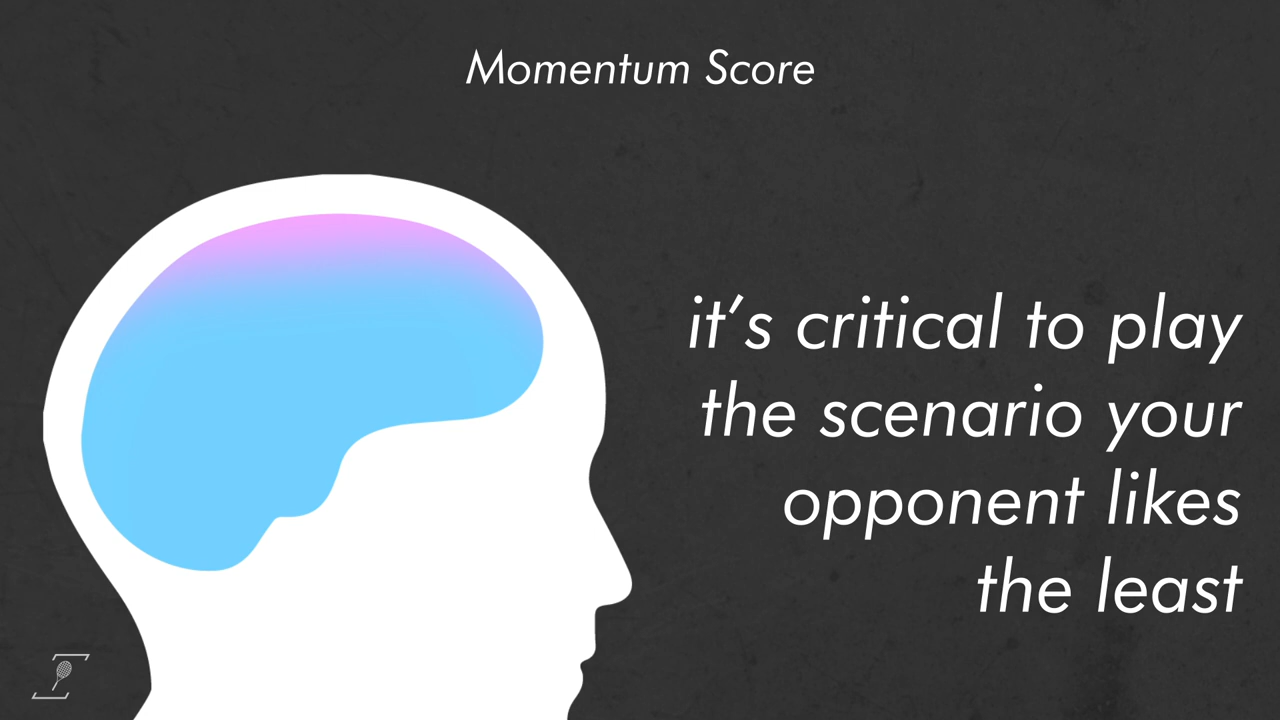 Momentum Score
it's critical to play
the scenario your
opponent likes
the least